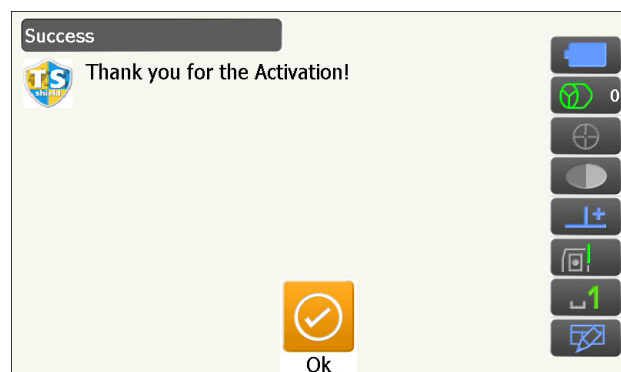 Success
TS
shield
Thank you for the Activation!
0
1
Ok